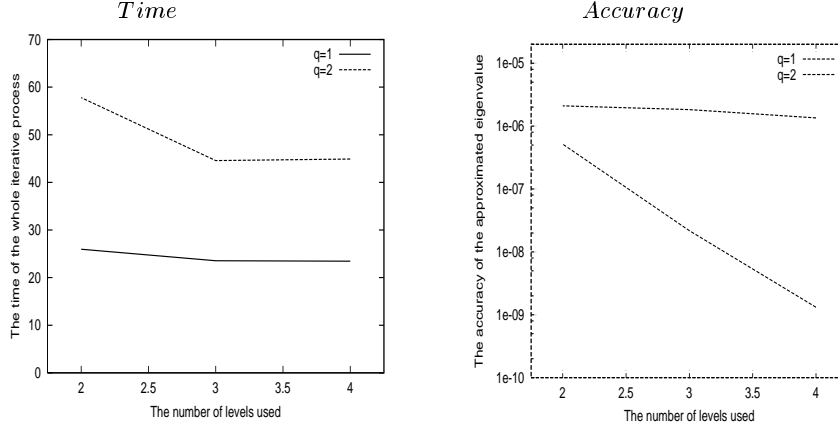 Time
Accuracy
The time of the whole iterative process
70
60
50
40
30
20
10
0
q=1
q=2
2
2.5
3
3.5
4
The number of levels used
The accuracy of the approximated eigenvalue
1e-05
1e-06
1e-07
1e-08
1e-09
1e-10
q=1
q=2
2
2.5
3
3.5
4
The number of levels used